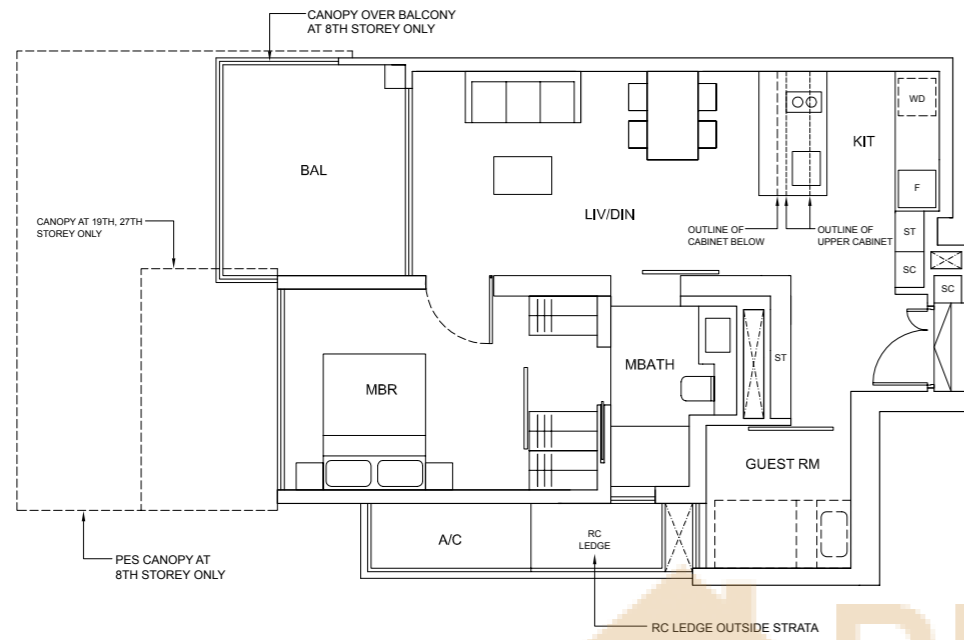 CANOPY OVER BALCONY
AT 8TH STOREY ONLY
WD
KIT
BAL
F
CANOPY AT 19TH, 27TH
STOREY ONLY
LIV/DIN
OUTLINE OF
CABINET BELOW
OUTLINE OF
UPPER CABINET
ST
SC
SC
MBR
MBATH
ST
GUEST RM
A/C
RC
LEDGE
PES CANOPY AT
8TH STOREY ONLY
RC LEDGE OUTSIDE STRATA